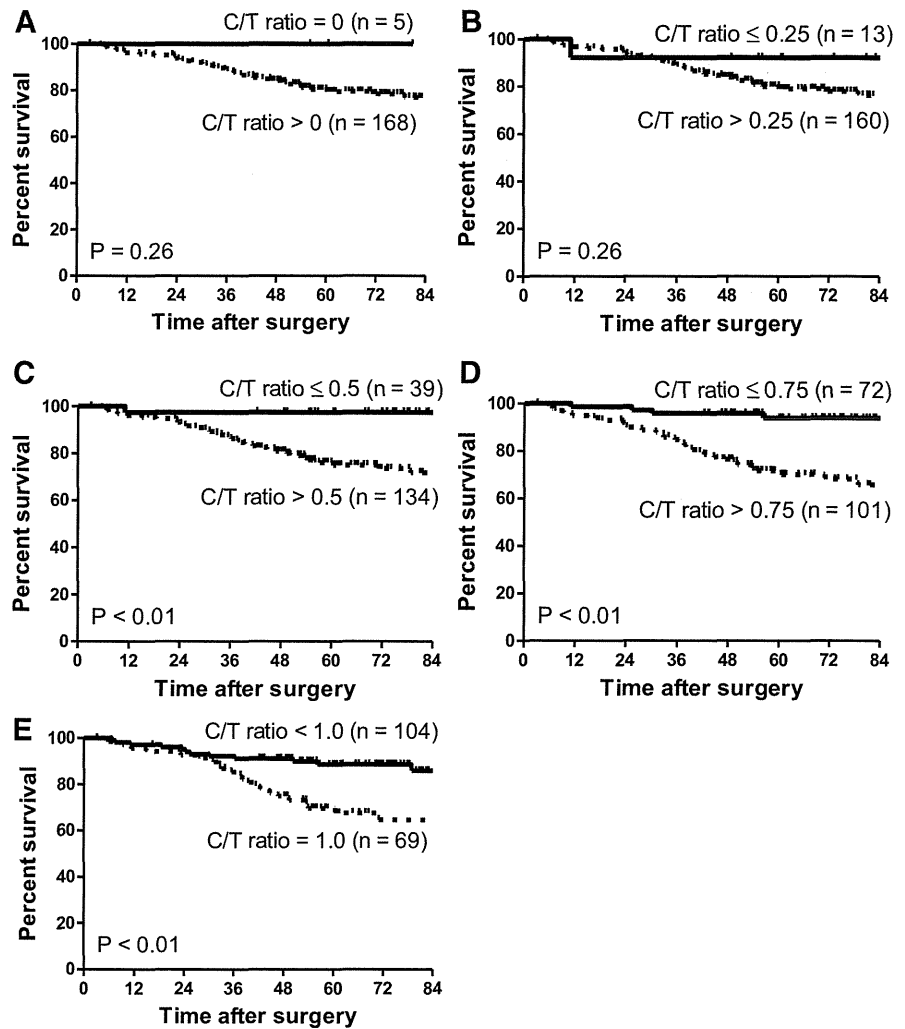 A
C/T ratio = 0 (n = 5)
100
80
60
40
20
0
Percent survival
C/T ratio > 0 (n = 168)
P = 0.26
0 12 24 36 48 60 72 84
Time after surgery
B
C/T ratio ≤ 0.25 (n = 13)
100
80
60
40
20
0
Percent survival
C/T ratio > 0.25 (n = 160)
P = 0.26
0 12 24 36 48 60 72 84
Time after surgery
C
C/T ratio ≤ 0.5 (n = 39)
100
80
60
40
20
0
Percent survival
C/T ratio > 0.5 (n = 134)
P < 0.01
0 12 24 36 48 60 72 84
Time after surgery
D
C/T ratio ≤ 0.75 (n = 72)
100
80
60
40
20
0
Percent survival
C/T ratio > 0.75 (n = 101)
P < 0.01
0 12 24 36 48 60 72 84
Time after surgery
E
C/T ratio < 1.0 (n = 104)
100
80
60
40
20
0
Percent survival
C/T ratio = 1.0 (n = 69)
P < 0.01
0 12 24 36 48 60 72 84
Time after surgery